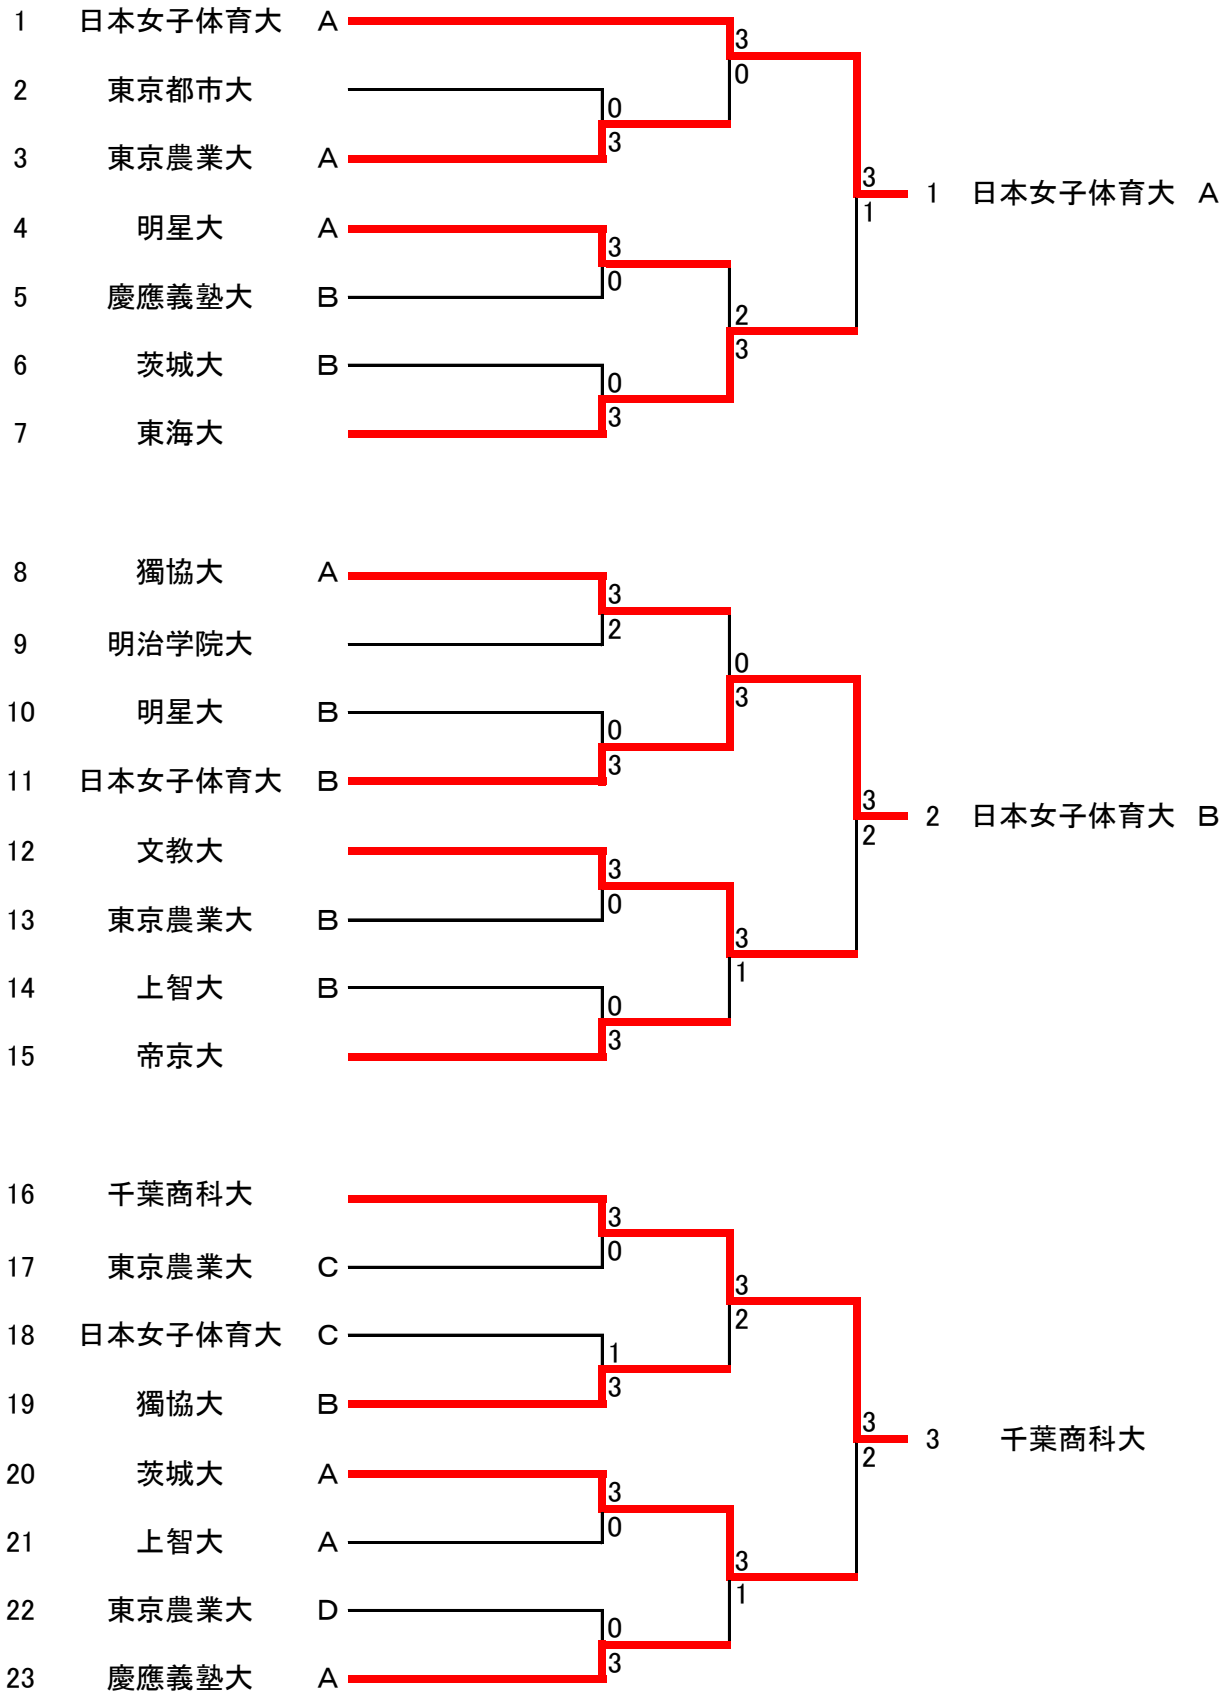 1 日本女子体育大 A
3
0
2 東京都市大
0
3
3 東京農業大 A
3
1
1 日本女子体育大 A
4 明星大 A
3
0
5 慶應義塾大 B
2
3
6 茨城大 B
0
3
7 東海大
8 獨協大 A
3
2
9 明治学院大
0
3
10 明星大 B
0
3
11 日本女子体育大 B
3
2
2 日本女子体育大 B
12 文教大
3
0
13 東京農業大 B
3
1
14 上智大 B
0
3
15 帝京大
16 千葉商科大
3
0
17 東京農業大 C
3
2
18 日本女子体育大 C
1
3
19 獨協大 B
3
2
3 千葉商科大
20 茨城大 A
3
0
21 上智大 A
3
1
22 東京農業大 D
0
3
23 慶應義塾大 A